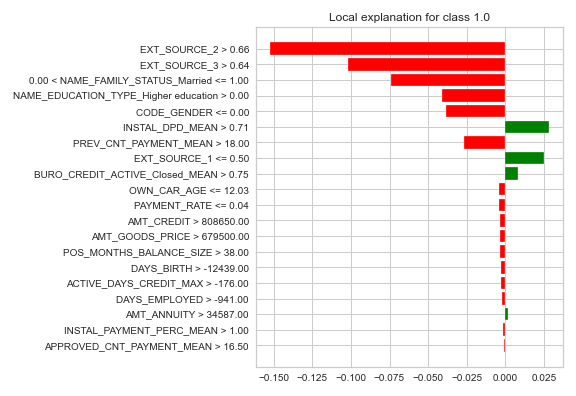 Local explanation for class 1.0
EXT_SOURCE_2 > 0.66
EXT_SOURCE_3 > 0.64
0.00 < NAME_FAMILY_STATUS_Married <= 1.00
NAME_EDUCATION_TYPE_Higher education > 0.00
CODE_GENDER <= 0.00
INSTAL_DPD_MEAN > 0.71
PREV_CNT_PAYMENT_MEAN > 18.00
EXT_SOURCE_1 <= 0.50
BURO_CREDIT_ACTIVE_Closed_MEAN > 0.75
OWN_CAR_AGE <= 12.03
PAYMENT_RATE <= 0.04
AMT_CREDIT > 808650.00
AMT_GOODS_PRICE > 679500.00
POS_MONTHS_BALANCE_SIZE > 38.00
DAYS_BIRTH > -12439.00
ACTIVE_DAYS_CREDIT_MAX > -176.00
DAYS_EMPLOYED > -941.00
AMT_ANNUITY > 34587.00
INSTAL_PAYMENT_PERC_MEAN > 1.00
APPROVED_CNT_PAYMENT_MEAN > 16.50
−0.150 −0.125 −0.100 −0.075 −0.050 −0.025 0.000 0.025